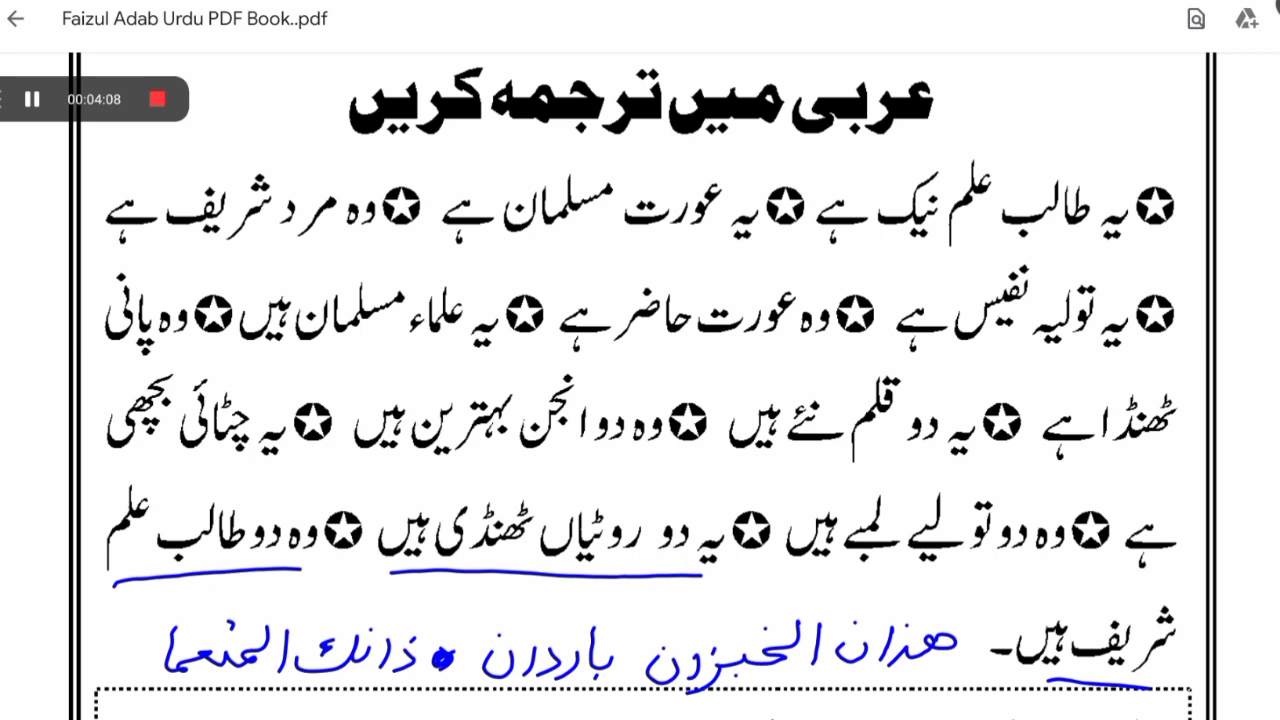 Faizul Adab Urdu PDF Book..pdf
00:04:08
عربی میں ترجمہ کریں
✪یہ طالب علم نیک ہے ✪یہ عورت مسلمان ہے ✪وہ مرد شریف ہے
✪یہ تولیہ نفیس ہے ✪وہ عورت حاضر ہے ✪یہ علماء مسلمان ہیں ✪وہ پانی
ٹھنڈا ہے ✪یہ دو قلم نئے ہیں ✪وہ دو انجن بہترین ہیں ✪یہ چٹائی بچھی
ہے ✪وہ دو تولیے لمبے ہیں ✪یہ دو روٹیاں ٹھنڈی ہیں ✪وہ دو طالب علم
شریف ہیں۔
هذان الخبزون باردرن • ذانك